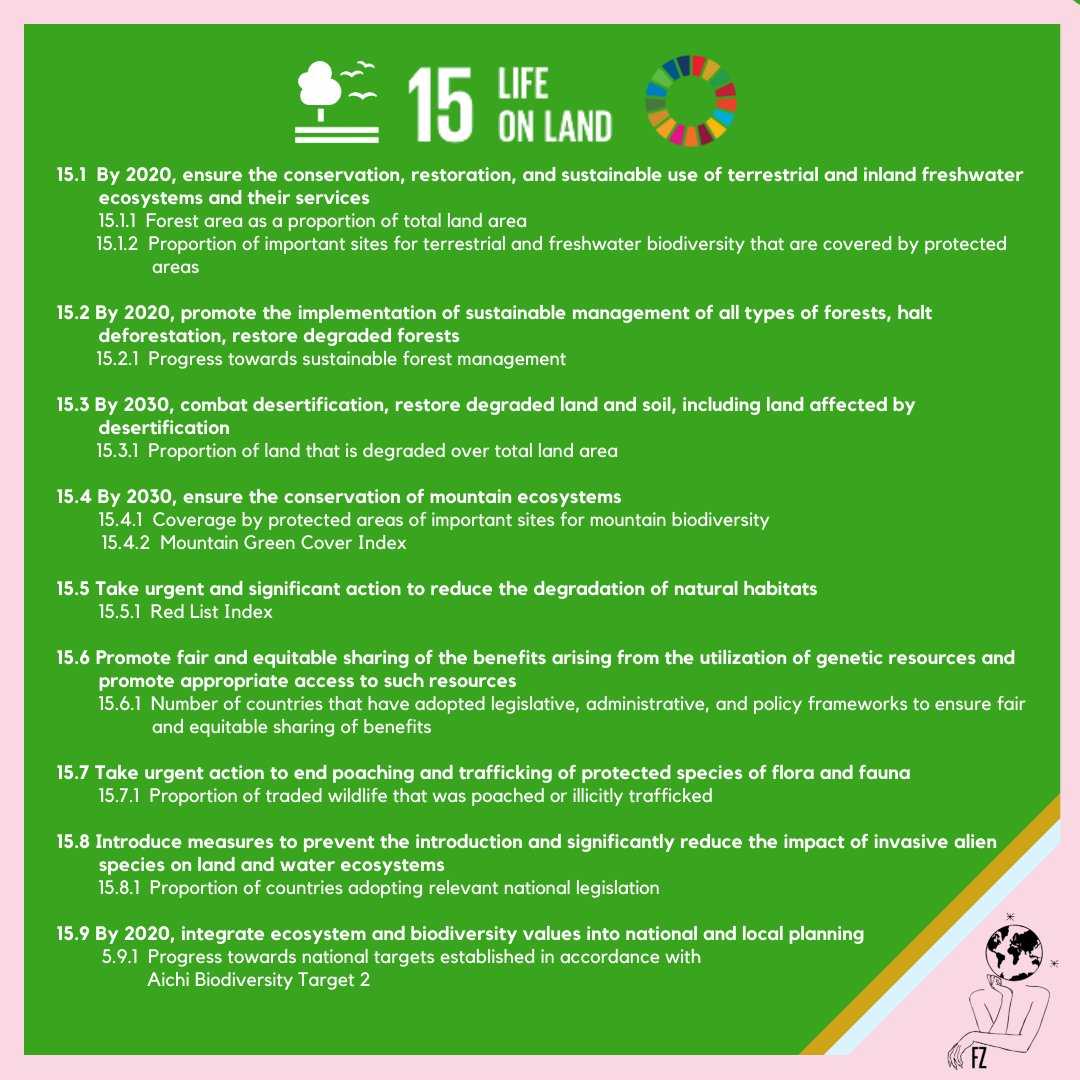 15 LIFE
ON LAND
15.1 By 2020, ensure the conservation, restoration, and sustainable use of terrestrial and inland freshwater
ecosystems and their services
15.1.1 Forest area as a proportion of total land area
15.1.2 Proportion of important sites for terrestrial and freshwater biodiversity that are covered by protected
areas
15.2 By 2020, promote the implementation of sustainable management of all types of forests, halt
deforestation, restore degraded forests
15.2.1 Progress towards sustainable forest management
15.3 By 2030, combat desertification, restore degraded land and soil, including land affected by
desertification
15.3.1 Proportion of land that is degraded over total land area
15.4 By 2030, ensure the conservation of mountain ecosystems
15.4.1 Coverage by protected areas of important sites for mountain biodiversity
15.4.2 Mountain Green Cover Index
15.5 Take urgent and significant action to reduce the degradation of natural habitats
15.5.1 Red List Index
15.6 Promote fair and equitable sharing of the benefits arising from the utilization of genetic resources and
promote appropriate access to such resources
15.6.1 Number of countries that have adopted legislative, administrative, and policy frameworks to ensure fair
and equitable sharing of benefits
15.7 Take urgent action to end poaching and trafficking of protected species of flora and fauna
15.7.1 Proportion of traded wildlife that was poached or illicitly trafficked
15.8 Introduce measures to prevent the introduction and significantly reduce the impact of invasive alien
species on land and water ecosystems
15.8.1 Proportion of countries adopting relevant national legislation
15.9 By 2020, integrate ecosystem and biodiversity values into national and local planning
5.9.1 Progress towards national targets established in accordance with
Aichi Biodiversity Target 2
FZ